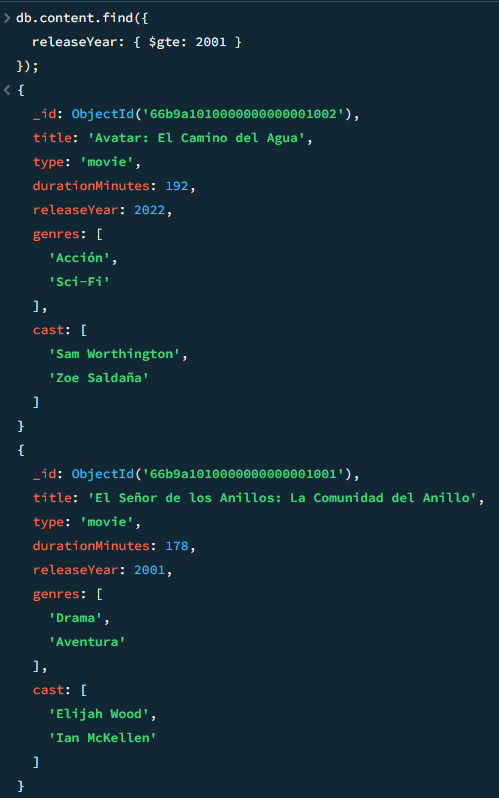 > db.content.find({
releaseYear: { $gte: 2001 }
});
< {
_id: ObjectId('66b9a1010000000000001002'),
title: 'Avatar: El Camino del Agua',
type: 'movie',
durationMinutes: 192,
releaseYear: 2022,
genres: [
'Acción',
'Sci-Fi'
],
cast: [
'Sam Worthington',
'Zoe Saldaña'
]
}
{
_id: ObjectId('66b9a1010000000000001001'),
title: 'El Señor de los Anillos: La Comunidad del Anillo',
type: 'movie',
durationMinutes: 178,
releaseYear: 2001,
genres: [
'Drama',
'Aventura'
],
cast: [
'Elijah Wood',
'Ian McKellen'
]
}